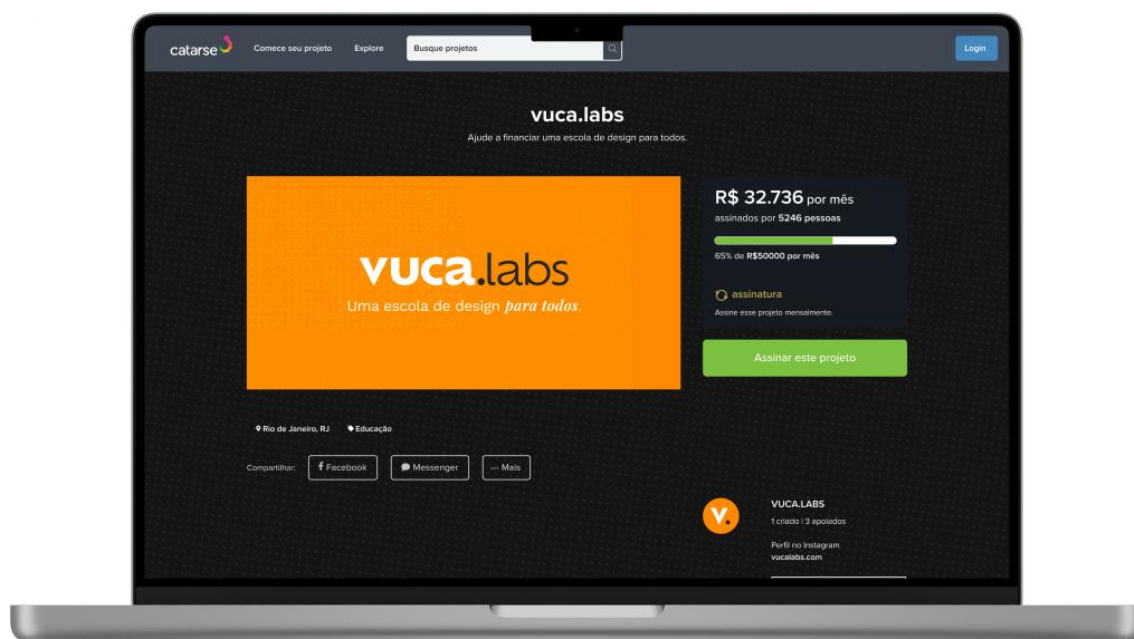 catarse
Comece seu projeto
Explore
Busque projetos
Login
vuca.labs
Ajude a financiar uma escola de design para todos.
vuca.labs
Uma escola de design para todos.
R$ 32.736 por mês
assinados por 5246 pessoas
65% de R$50000 por mês
assinatura
Assine esse projeto mensalmente.
Assinar este projeto
Rio de Janeiro, RJ
Educação
Compartilhar:
Facebook
Messenger
··· Mais
V.
VUCA.LABS
1 criado | 3 apoiados
Perfil no Instagram
vucalabs.com